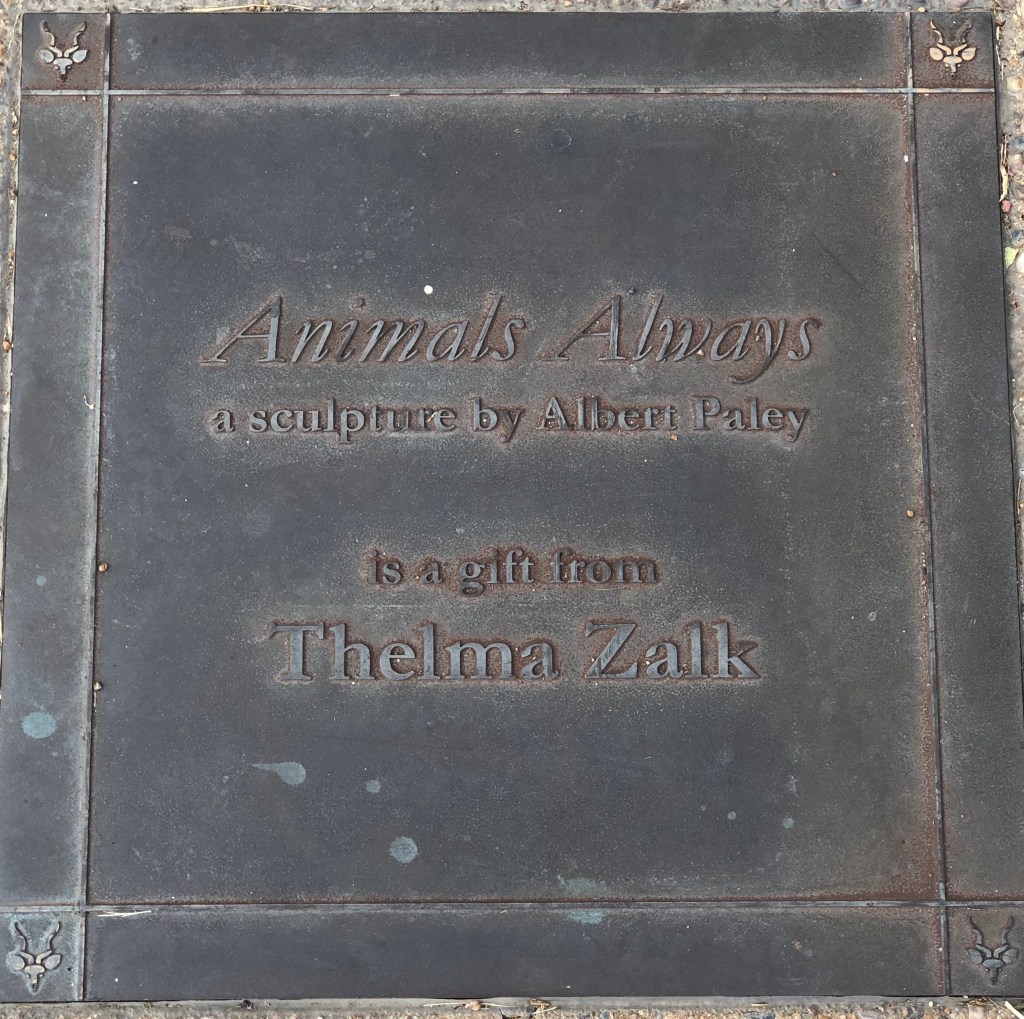 Animals Always
a sculpture by Albert Paley
is a gift from
Thelma Zalk